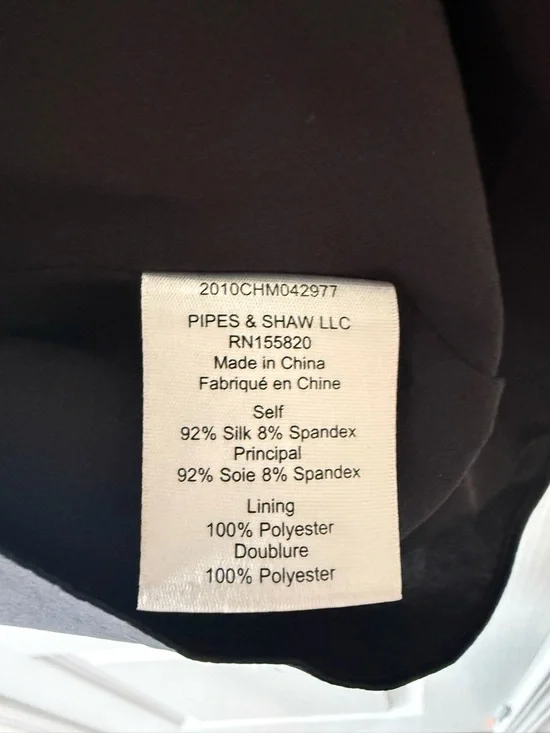 2010CHM042977
PIPES & SHAW LLC
RN155820
Made in China
Fabriqué en Chine
Self
92% Silk 8% Spandex
Principal
92% Soie 8% Spandex
Lining
100% Polyester
Doublure
100% Polyester